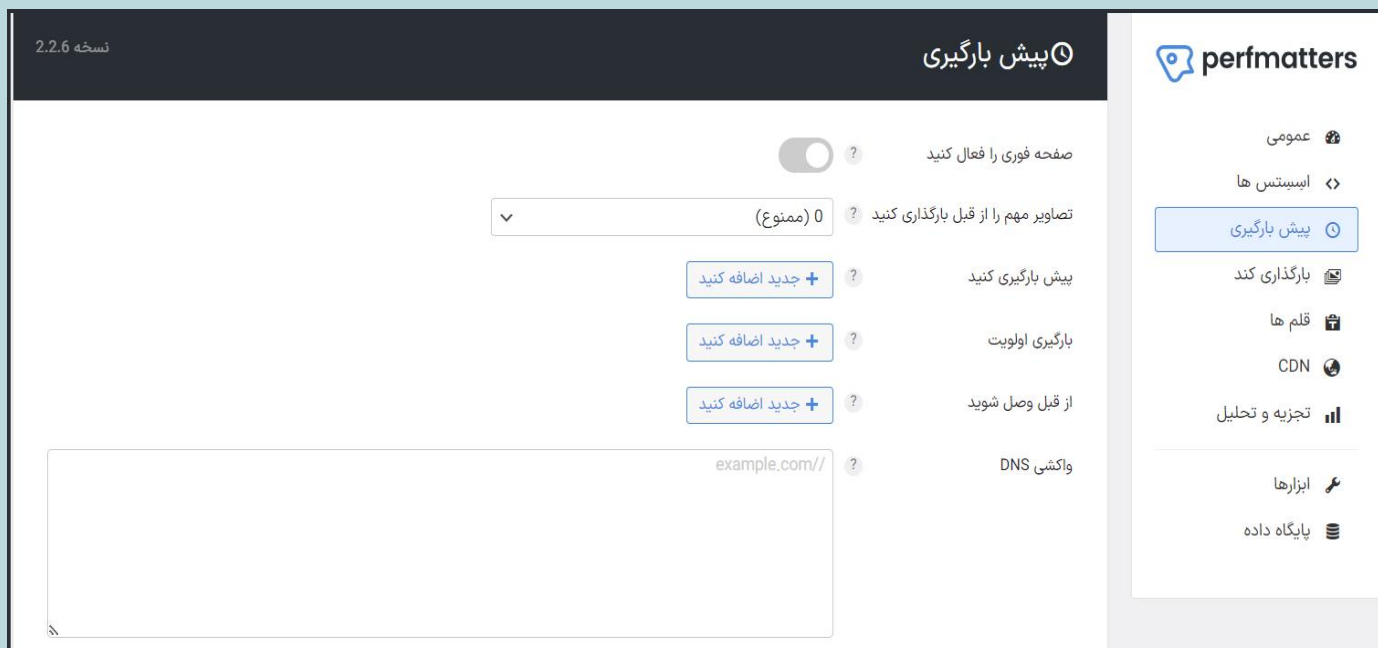 perfmatters
عمومی
اسٍستس ها
پیش بارگیری
بارگذاری کند
قلم ها
CDN
تجزیه و تحلیل
ابزارها
پایگاه داده
پیش بارگیری
نسخه 2.2.6
صفحه فوری را فعال کنید ?
تصاویر مهم را از قبل بارگذاری کنید ? 0 (ممنوع)
پیش بارگیری کنید ? + جدید اضافه کنید
بارگیری اولویت ? + جدید اضافه کنید
از قبل وصل شوید ? + جدید اضافه کنید
واکشی DNS ? example.com//